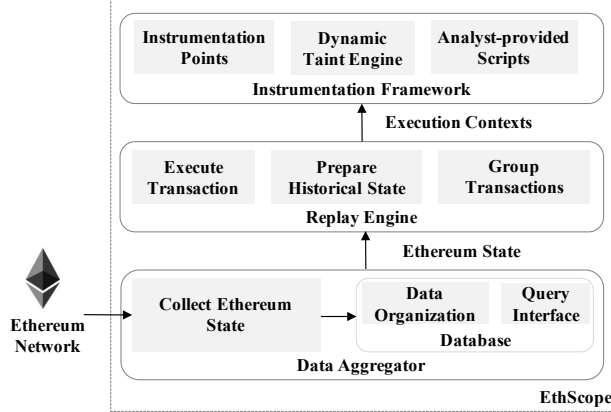 Instrumentation
Points
Dynamic
Taint Engine
Analyst-provided
Scripts
Instrumentation Framework
Execution Contexts
Execute
Transaction
Prepare
Historical State
Group
Transactions
Replay Engine
Ethereum State
Ethereum
Network
Collect Ethereum
State
Data
Organization
Query
Interface
Database
Data Aggregator
EthScope